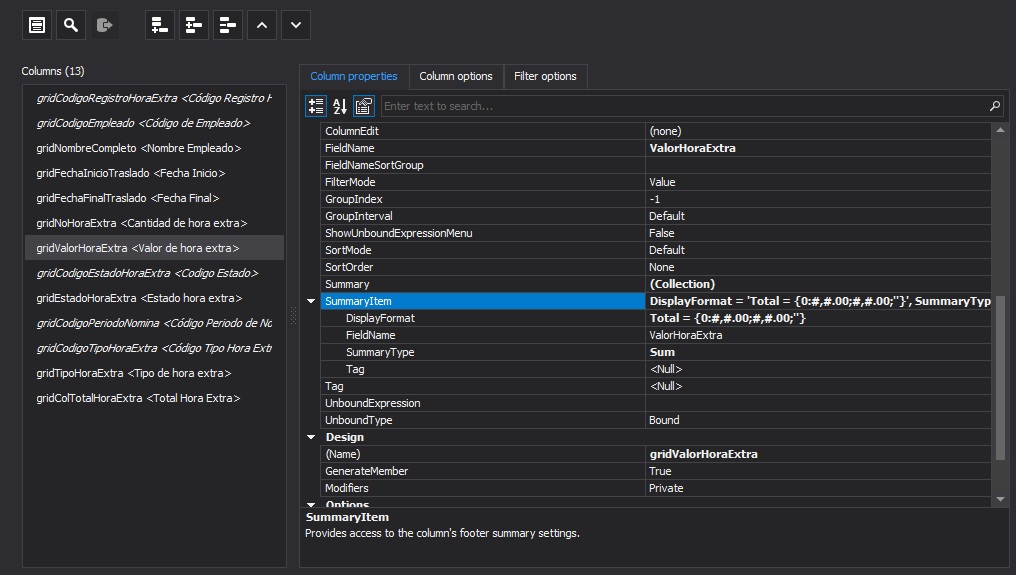 Columns (13)
gridCodigoRegistroHoraExtra <Código Registro H
gridCodigoEmpleado <Código de Empleado>
gridNombreCompleto <Nombre Empleado>
gridFechaInicioTraslado <Fecha Inicio>
gridFechaFinalTraslado <Fecha Final>
gridNoHoraExtra <Cantidad de hora extra>
gridValorHoraExtra <Valor de hora extra>
gridCodigoEstadoHoraExtra <Codigo Estado>
gridEstadoHoraExtra <Estado hora extra>
gridCodigoPeriodoNomina <Código Periodo de No
gridCodigoTipoHoraExtra <Código Tipo Hora Extr
gridTipoHoraExtra <Tipo de hora extra>
gridColTotalHoraExtra <Total Hora Extra>
Column properties Column options Filter options
Enter text to search...
ColumnEdit (none)
FieldName ValorHoraExtra
FieldNameSortGroup
FilterMode Value
GroupIndex -1
GroupInterval Default
ShowUnboundExpressionMenu False
SortMode Default
SortOrder None
Summary (Collection)
SummaryItem DisplayFormat = 'Total = {0:#,#.00;#,#.00;''}', SummaryTyp
DisplayFormat Total = {0:#,#.00;#,#.00;''}
FieldName ValorHoraExtra
SummaryType Sum
Tag <Null>
Tag <Null>
UnboundExpression
UnboundType Bound
Design
(Name) gridValorHoraExtra
GenerateMember True
Modifiers Private
Options
SummaryItem
Provides access to the column's footer summary settings.